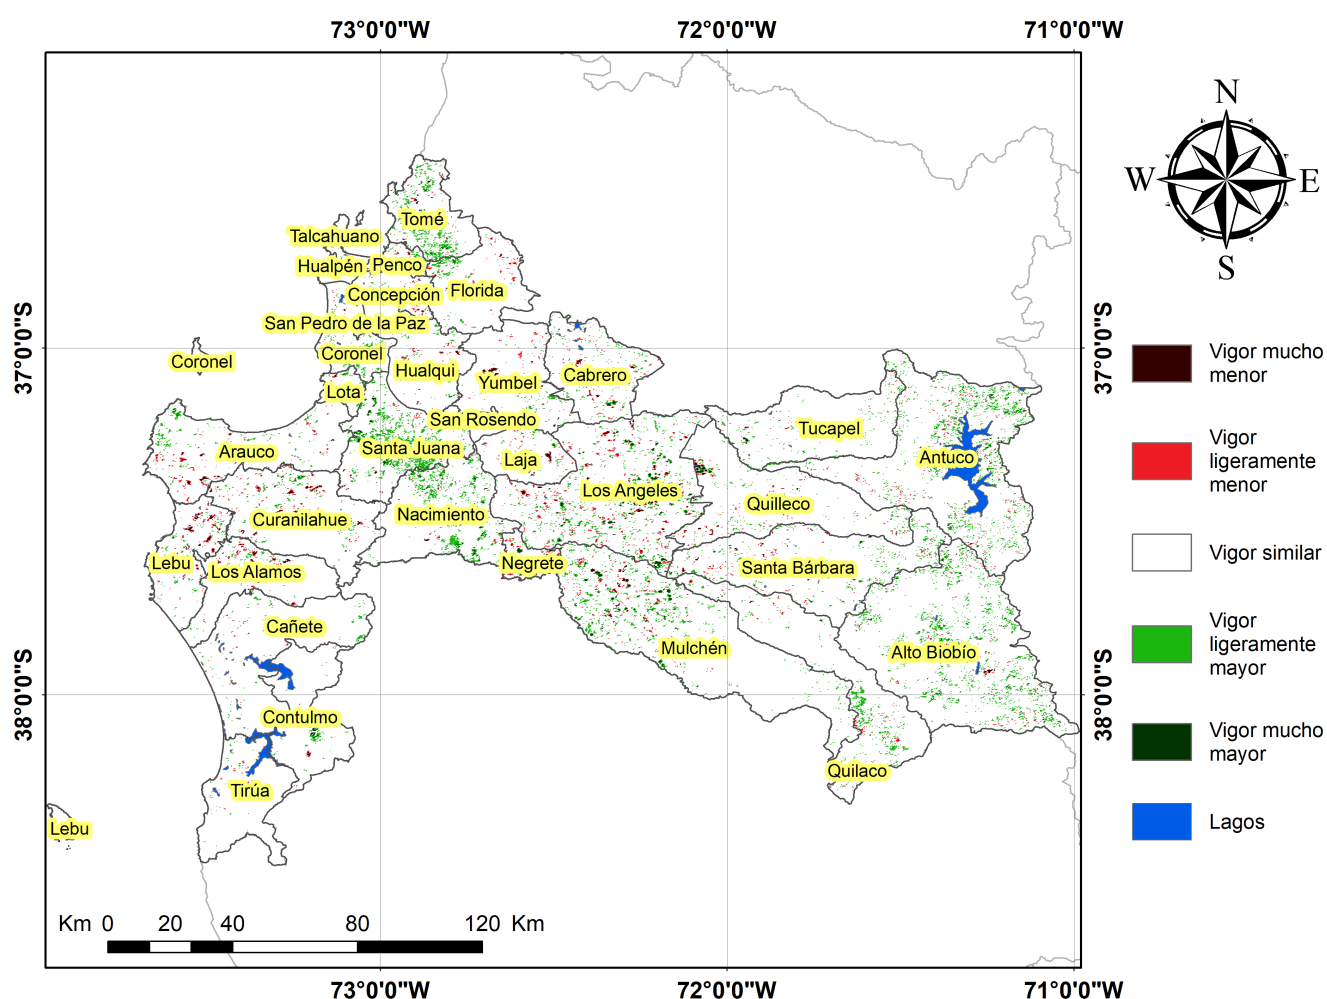 73°0'0"W
72°0'0"W
71°0'0"W
N
W
E
S
Tomé
Talcahuano
Hualpén
Penco
Concepción
Florida
San Pedro de la Paz
37°0'0"S
37°0'0"S
Coronel
Coronel
Hualqui
Yumbel
Cabrero
Lota
San Rosendo
Tucapel
Arauco
Santa Juana
Laja
Antuco
Los Angeles
Quilleco
Curanilahue
Nacimiento
Lebu
Los Alamos
Negrete
Santa Bárbara
Cañete
Mulchén
Alto Biobío
38°0'0"S
38°0'0"S
Contulmo
Quilaco
Tirúa
Lebu
Km 0 20 40 80 120 Km
73°0'0"W
72°0'0"W
71°0'0"W
Vigor mucho
menor
Vigor
ligeramente
menor
Vigor similar
Vigor
ligeramente
mayor
Vigor mucho
mayor
Lagos